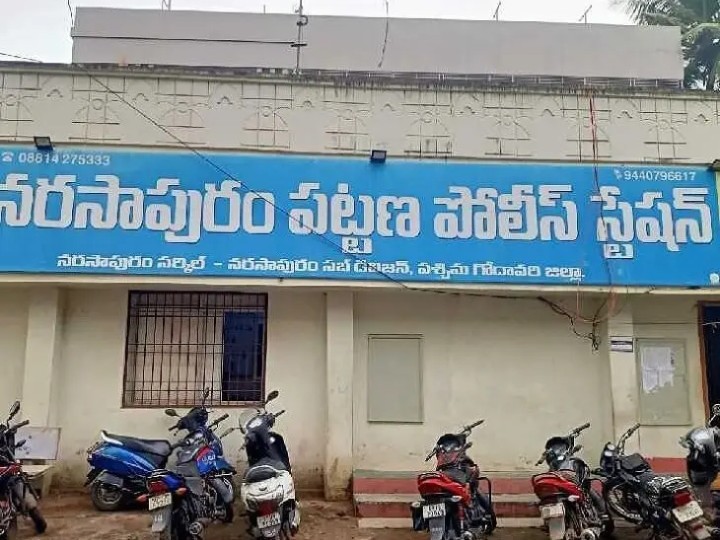 ☎ 08814 275333
9440796617
నరసాపురం పట్టణ పోలీస్ స్టేషన్
నరసాపురం సర్కిల్ - నరసాపురం సబ్ డివిజన్, పశ్చిమ గోదావరి జిల్లా.